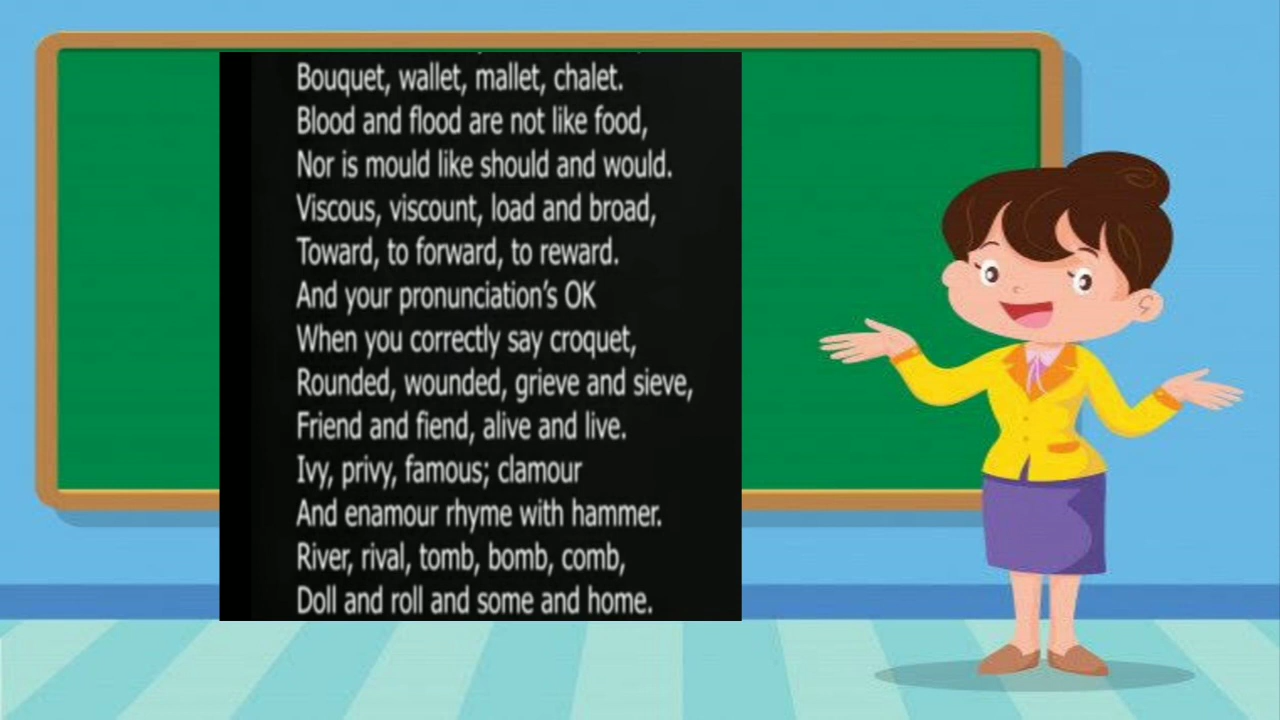 Bouquet, wallet, mallet, chalet.
Blood and flood are not like food,
Nor is mould like should and would.
Viscous, viscount, load and broad,
Toward, to forward, to reward.
And your pronunciation’s OK
When you correctly say croquet,
Rounded, wounded, grieve and sieve,
Friend and fiend, alive and live.
Ivy, privy, famous; clamour
And enamour rhyme with hammer.
River, rival, tomb, bomb, comb,
Doll and roll and some and home.